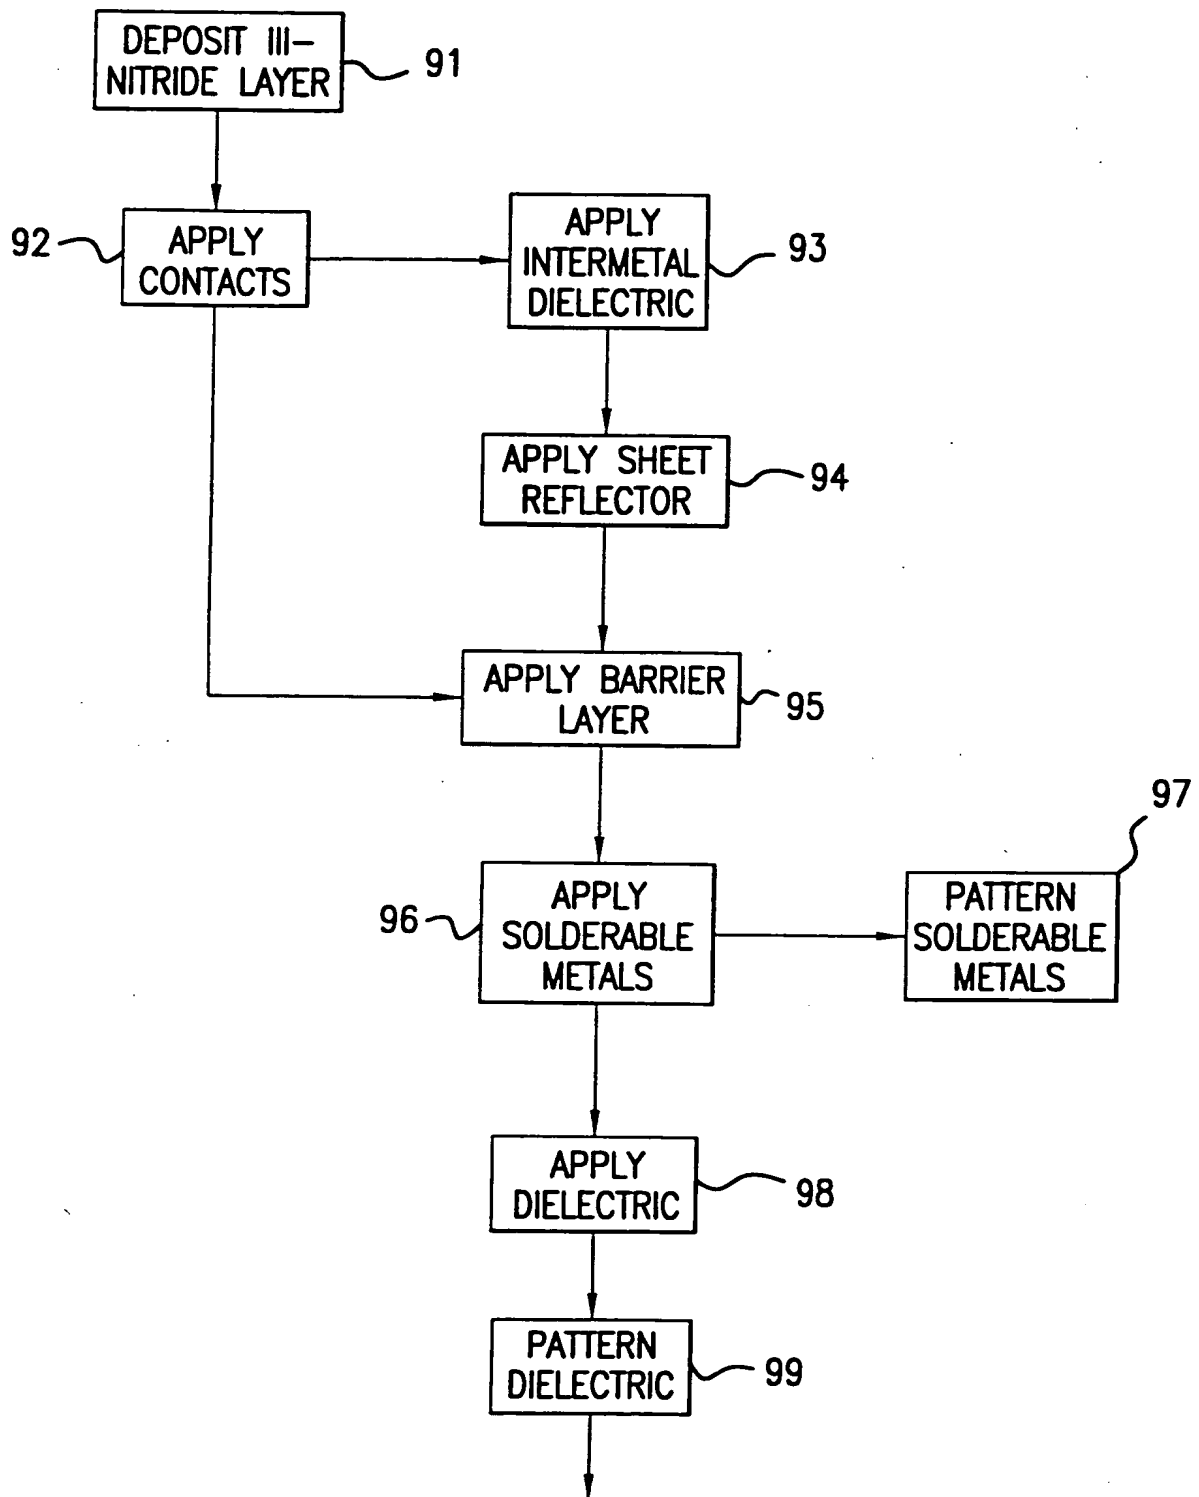 DEPOSIT III-
NITRIDE LAYER
91
92
APPLY
CONTACTS
APPLY
INTERMETAL
DIELECTRIC
93
APPLY SHEET
REFLECTOR
94
APPLY BARRIER
LAYER
95
96
APPLY
SOLDERABLE
METALS
97
PATTERN
SOLDERABLE
METALS
APPLY
DIELECTRIC
98
PATTERN
DIELECTRIC
99